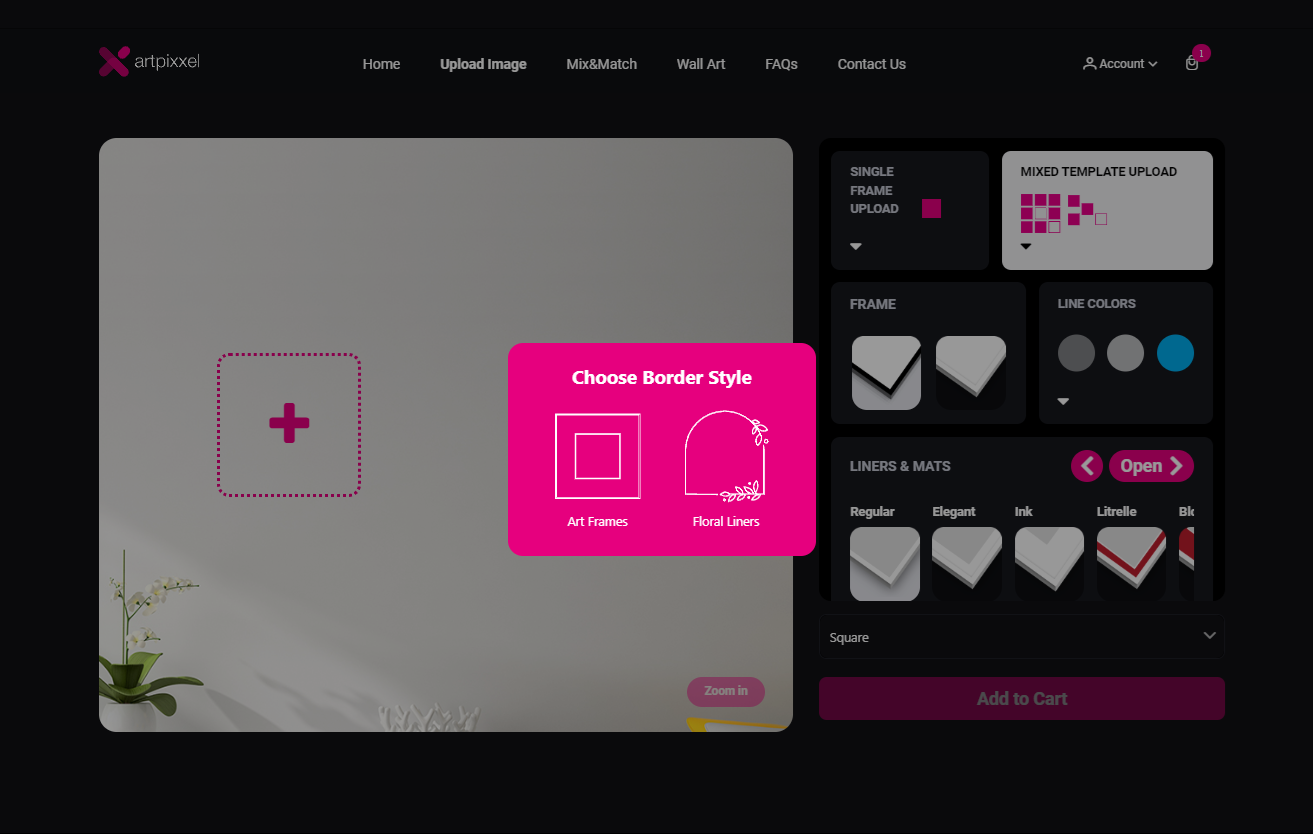 artpixxel
Home
Upload Image
Mix&Match
Wall Art
FAQs
Contact Us
Account
1
SINGLE
FRAME
UPLOAD
MIXED TEMPLATE UPLOAD
FRAME
LINE COLORS
Choose Border Style
Art Frames
Floral Liners
LINERS & MATS
Open
Regular
Elegant
Ink
Litrelle
Zoom in
Square
Add to Cart